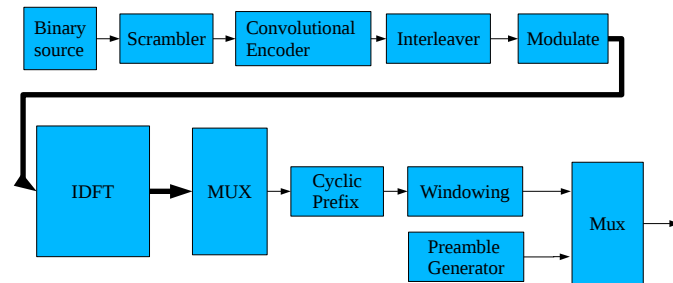 Binary
source
Scrambler
Convolutional
Encoder
Interleaver
Modulate
IDFT
MUX
Cyclic
Prefix
Windowing
Preamble
Generator
Mux